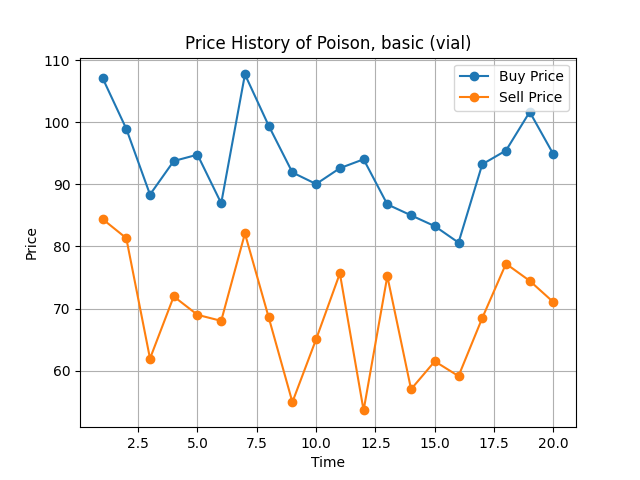 Price History of Poison, basic (vial)
Buy Price
Sell Price
110
100
90
80
70
60
Price
2.5 5.0 7.5 10.0 12.5 15.0 17.5 20.0
Time